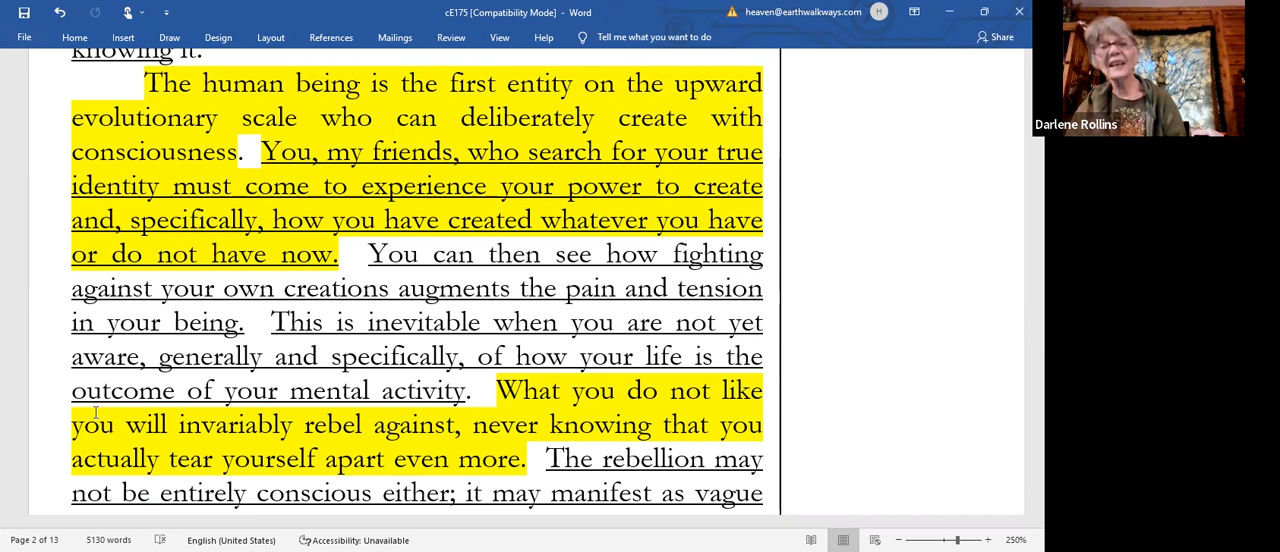 cE175 [Compatibility Mode] - Word
heaven@earthwalkways.com
H
File Home Insert Draw Design Layout References Mailings Review View Help Tell me what you want to do Share
knowing it.
The human being is the first entity on the upward
evolutionary scale who can deliberately create with
consciousness. You, my friends, who search for your true
identity must come to experience your power to create
and, specifically, how you have created whatever you have
or do not have now. You can then see how fighting
against your own creations augments the pain and tension
in your being. This is inevitable when you are not yet
aware, generally and specifically, of how your life is the
outcome of your mental activity. What you do not like
you will invariably rebel against, never knowing that you
actually tear yourself apart even more. The rebellion may
not be entirely conscious either; it may manifest as vague
Darlene Rollins
Page 2 of 13 5130 words English (United States) Accessibility: Unavailable 250%